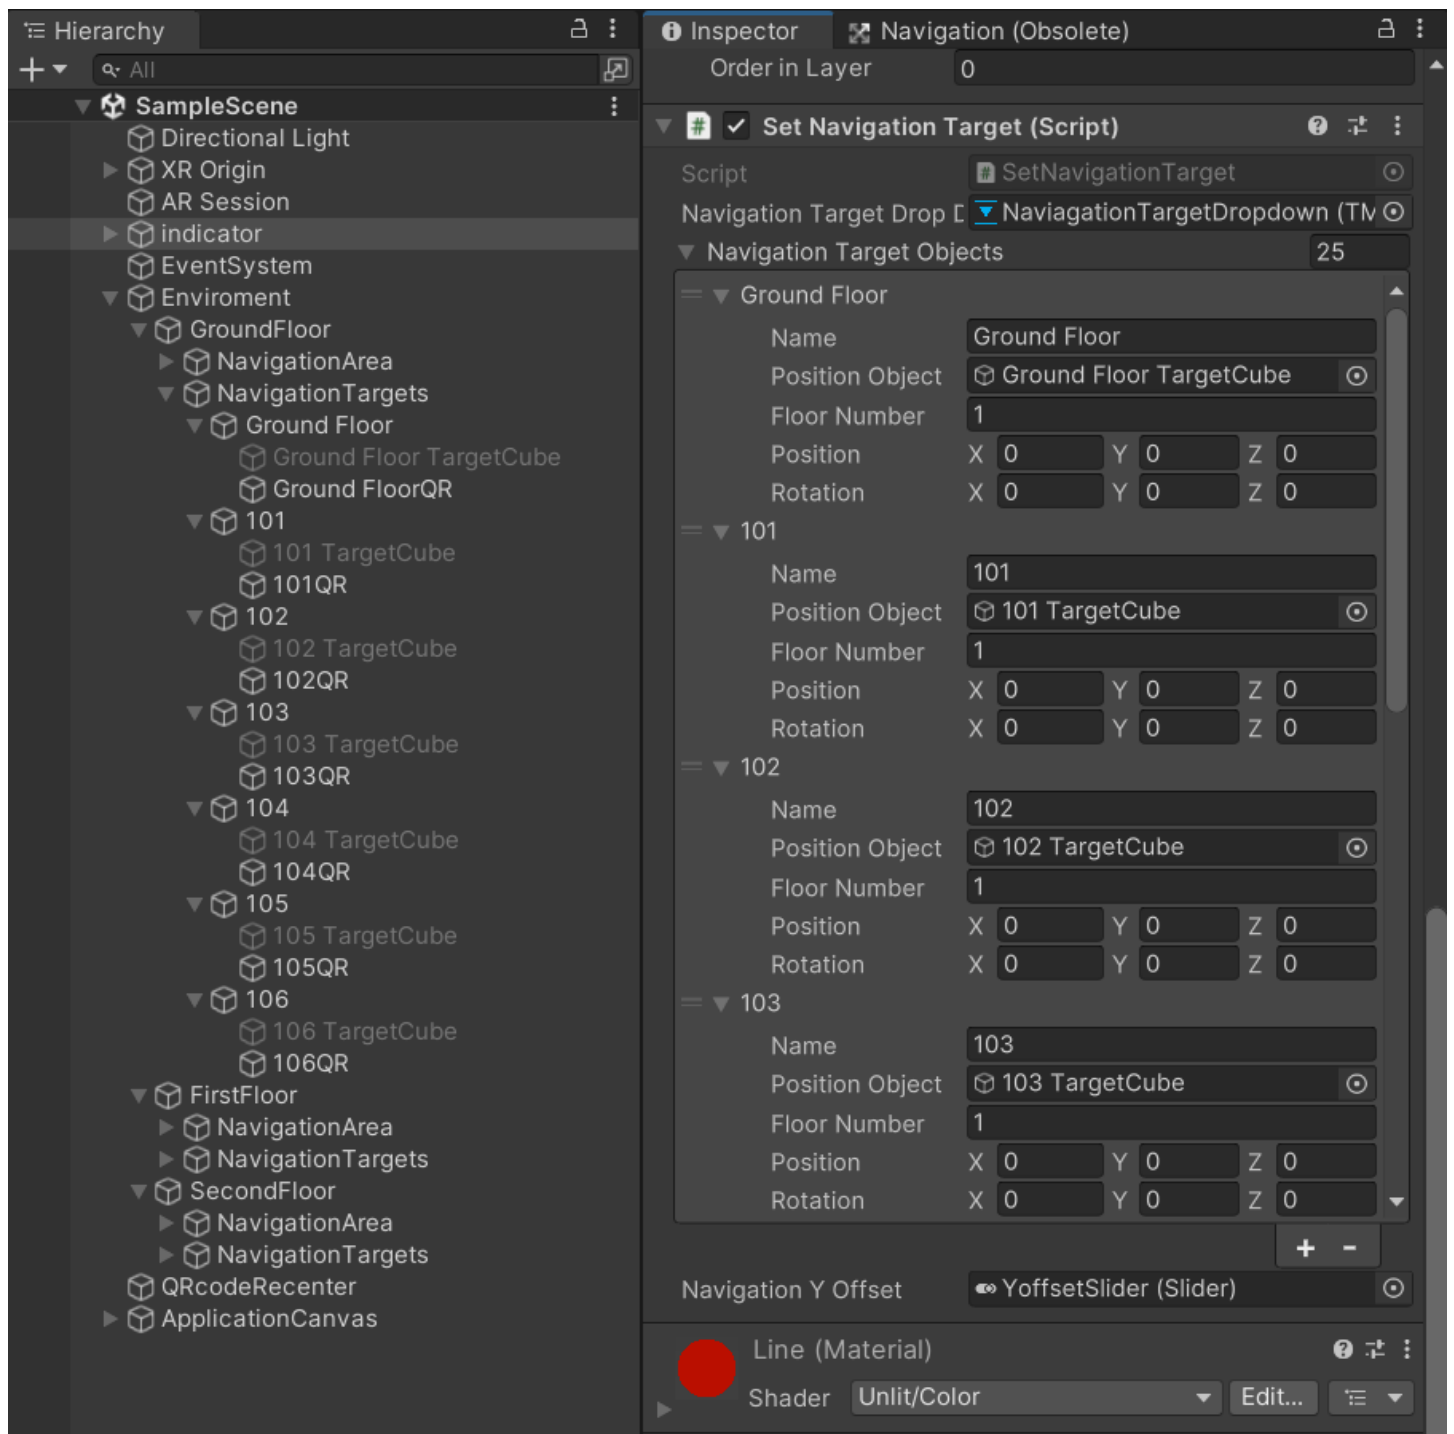 Hierarchy
All
SampleScene
Directional Light
XR Origin
AR Session
indicator
EventSystem
Enviroment
GroundFloor
NavigationArea
NavigationTargets
Ground Floor
Ground Floor TargetCube
Ground FloorQR
101
101 TargetCube
101QR
102
102 TargetCube
102QR
103
103 TargetCube
103QR
104
104 TargetCube
104QR
105
105 TargetCube
105QR
106
106 TargetCube
106QR
FirstFloor
NavigationArea
NavigationTargets
SecondFloor
NavigationArea
NavigationTargets
QRcodeRecenter
ApplicationCanvas
Inspector Navigation (Obsolete)
Order in Layer 0
# Set Navigation Target (Script)
Script # SetNavigationTarget
Navigation Target Drop D NaviagationTargetDropdown (TM
Navigation Target Objects 25
Ground Floor
Name Ground Floor
Position Object Ground Floor TargetCube
Floor Number 1
Position X 0 Y 0 Z 0
Rotation X 0 Y 0 Z 0
101
Name 101
Position Object 101 TargetCube
Floor Number 1
Position X 0 Y 0 Z 0
Rotation X 0 Y 0 Z 0
102
Name 102
Position Object 102 TargetCube
Floor Number 1
Position X 0 Y 0 Z 0
Rotation X 0 Y 0 Z 0
103
Name 103
Position Object 103 TargetCube
Floor Number 1
Position X 0 Y 0 Z 0
Rotation X 0 Y 0 Z 0
+ -
Navigation Y Offset YoffsetSlider (Slider)
Line (Material)
Shader Unlit/Color Edit...